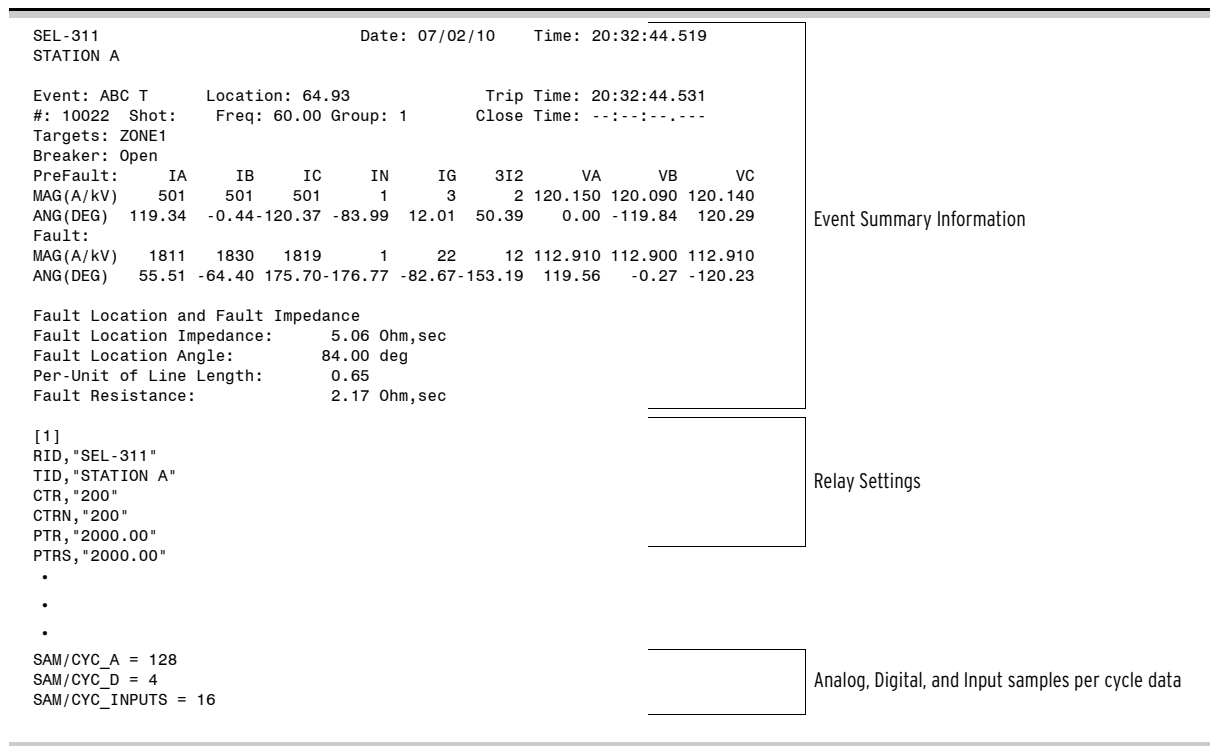 SEL-311 Date: 07/02/10 Time: 20:32:44.519
STATION A
Event: ABC T Location: 64.93 Trip Time: 20:32:44.531
#: 10022 Shot: Freq: 60.00 Group: 1 Close Time: --:--:--.---
Targets: ZONE1
Breaker: Open
PreFault: IA IB IC IN IG 3I2 VA VB VC
MAG(A/kV) 501 501 501 1 3 2 120.150 120.090 120.140
ANG(DEG) 119.34 -0.44-120.37 -83.99 12.01 50.39 0.00 -119.84 120.29
Fault:
MAG(A/kV) 1811 1830 1819 1 22 12 112.910 112.900 112.910
ANG(DEG) 55.51 -64.40 175.70-176.77 -82.67-153.19 119.56 -0.27 -120.23
Event Summary Information
Fault Location and Fault Impedance
Fault Location Impedance: 5.06 Ohm,sec
Fault Location Angle: 84.00 deg
Per-Unit of Line Length: 0.65
Fault Resistance: 2.17 Ohm,sec
[1]
RID,"SEL-311"
TID,"STATION A"
CTR,"200"
CTRN,"200"
PTR,"2000.00"
PTRS,"2000.00"
Relay Settings
•
•
•
SAM/CYC_A = 128
SAM/CYC_D = 4
SAM/CYC_INPUTS = 16
Analog, Digital, and Input samples per cycle data